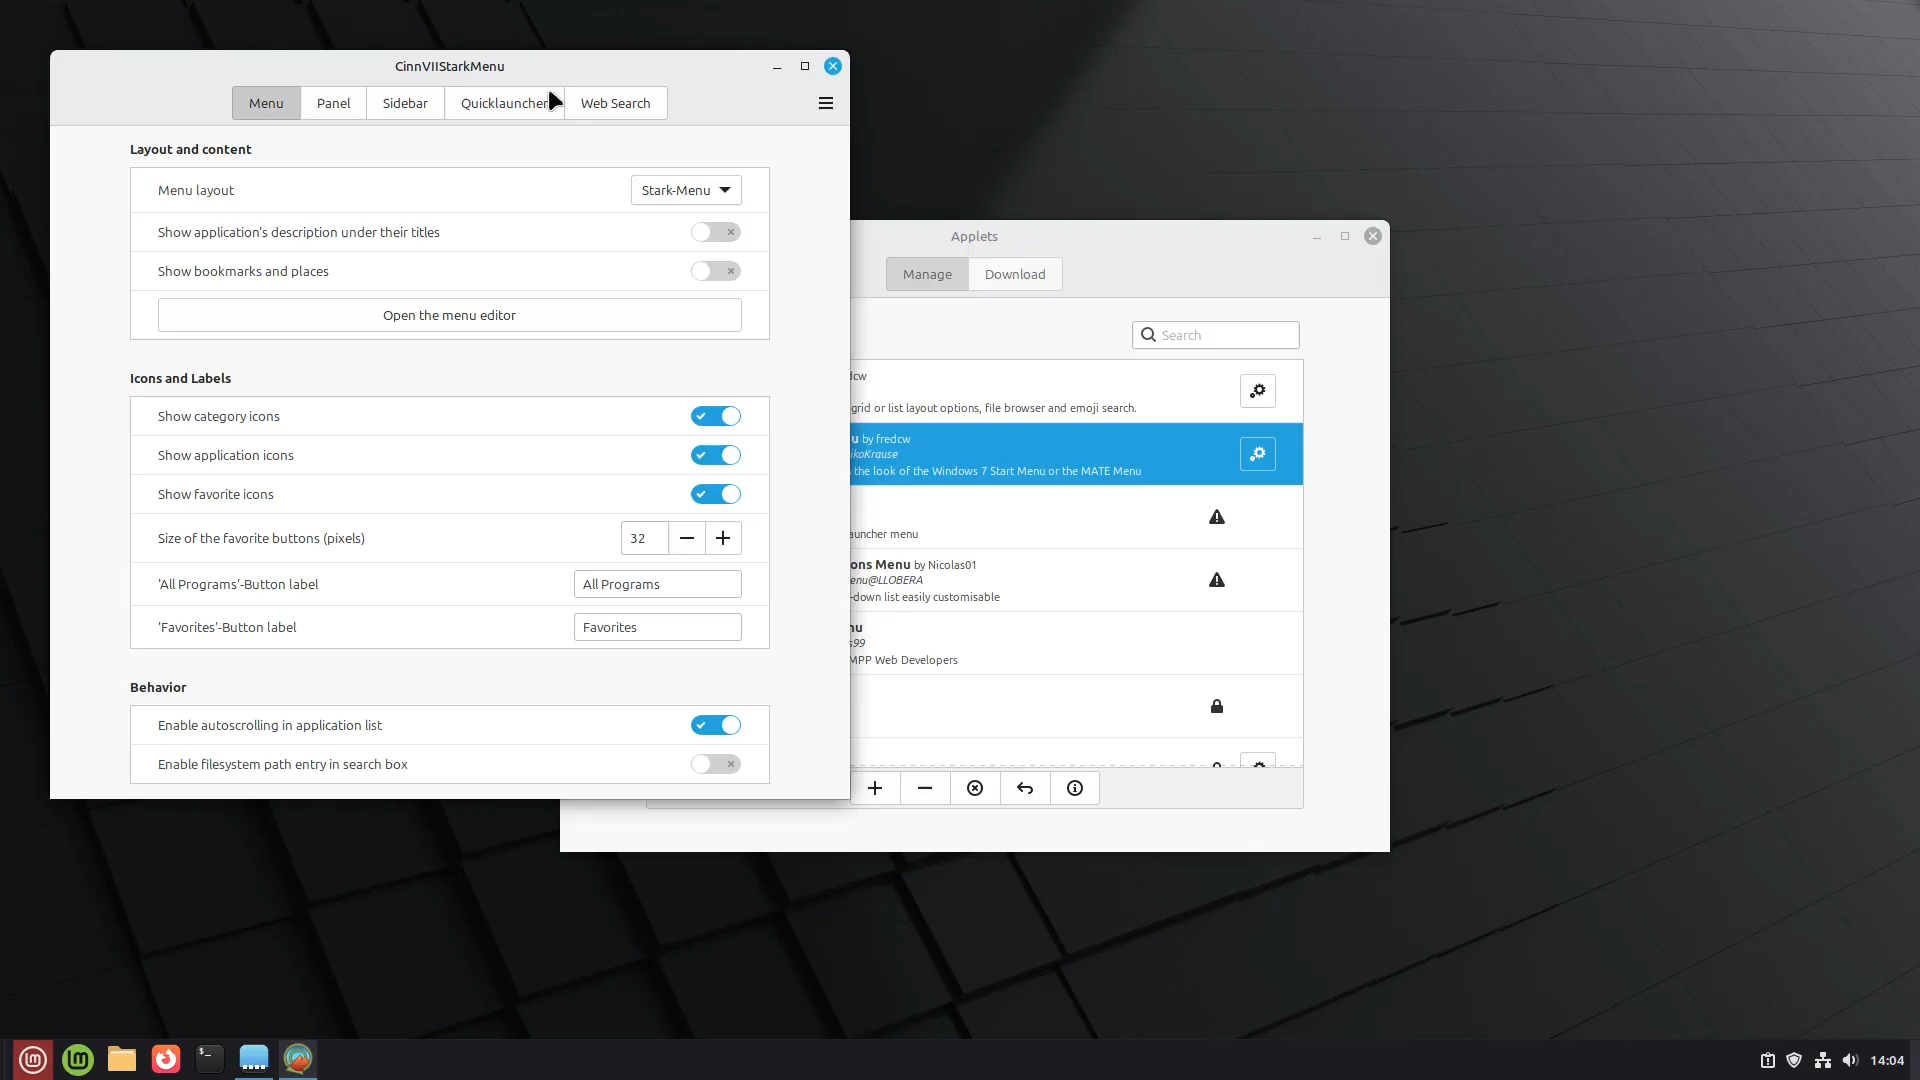 CinnVIIStarkMenu
Menu
Panel
Sidebar
Quicklauncher
Web Search
Layout and content
Menu layout
Stark-Menu
Show application's description under their titles
Show bookmarks and places
Open the menu editor
Icons and Labels
Show category icons
Show application icons
Show favorite icons
Size of the favorite buttons (pixels)
32
'All Programs'-Button label
All Programs
'Favorites'-Button label
Favorites
Behavior
Enable autoscrolling in application list
Enable filesystem path entry in search box
Applets
Manage
Download
Search
dcw
grid or list layout options, file browser and emoji search.
u by fredcw
ikoKrause
the look of the Windows 7 Start Menu or the MATE Menu
auncher menu
ons Menu by Nicolas01
enu@LLOBERA
-down list easily customisable
nu
s99
MPP Web Developers
14:04